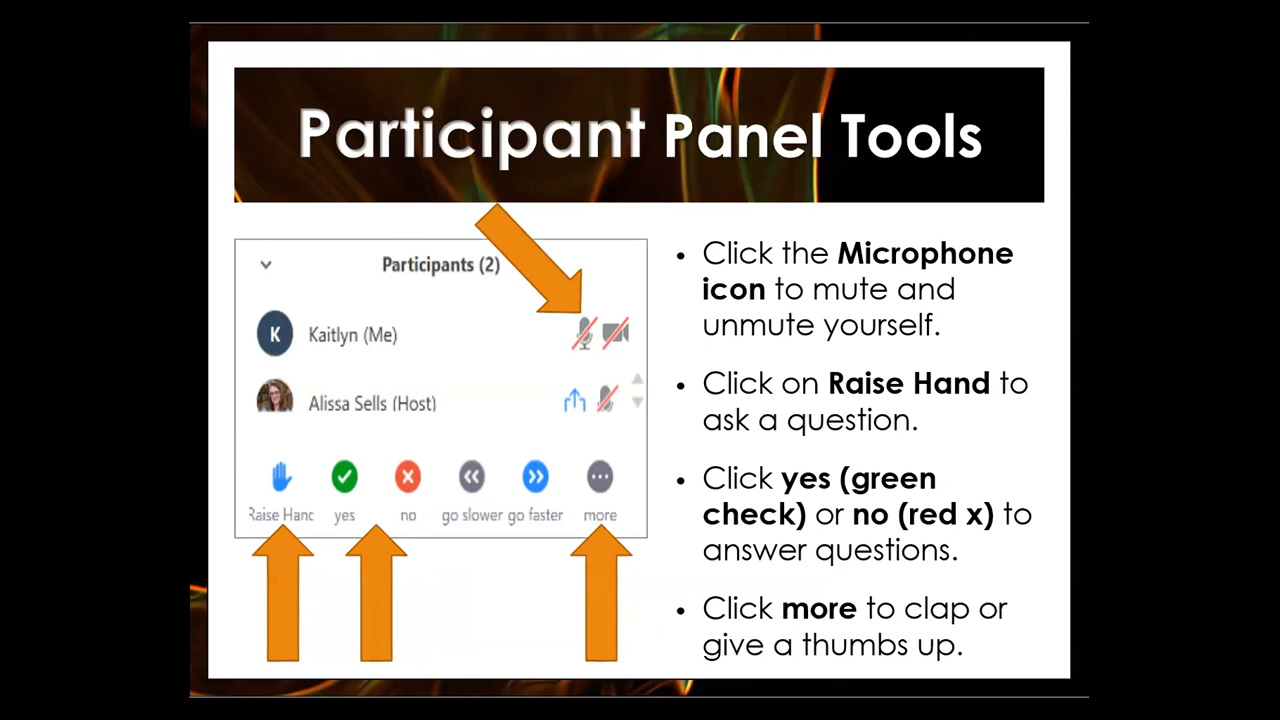 Participant Panel Tools
Participants (2)
K
Kaitlyn (Me)
Alissa Sells (Host)
Raise Hand yes no go slower go faster more
• Click the Microphone
icon to mute and
unmute yourself.
• Click on Raise Hand to
ask a question.
• Click yes (green
check) or no (red x) to
answer questions.
• Click more to clap or
give a thumbs up.